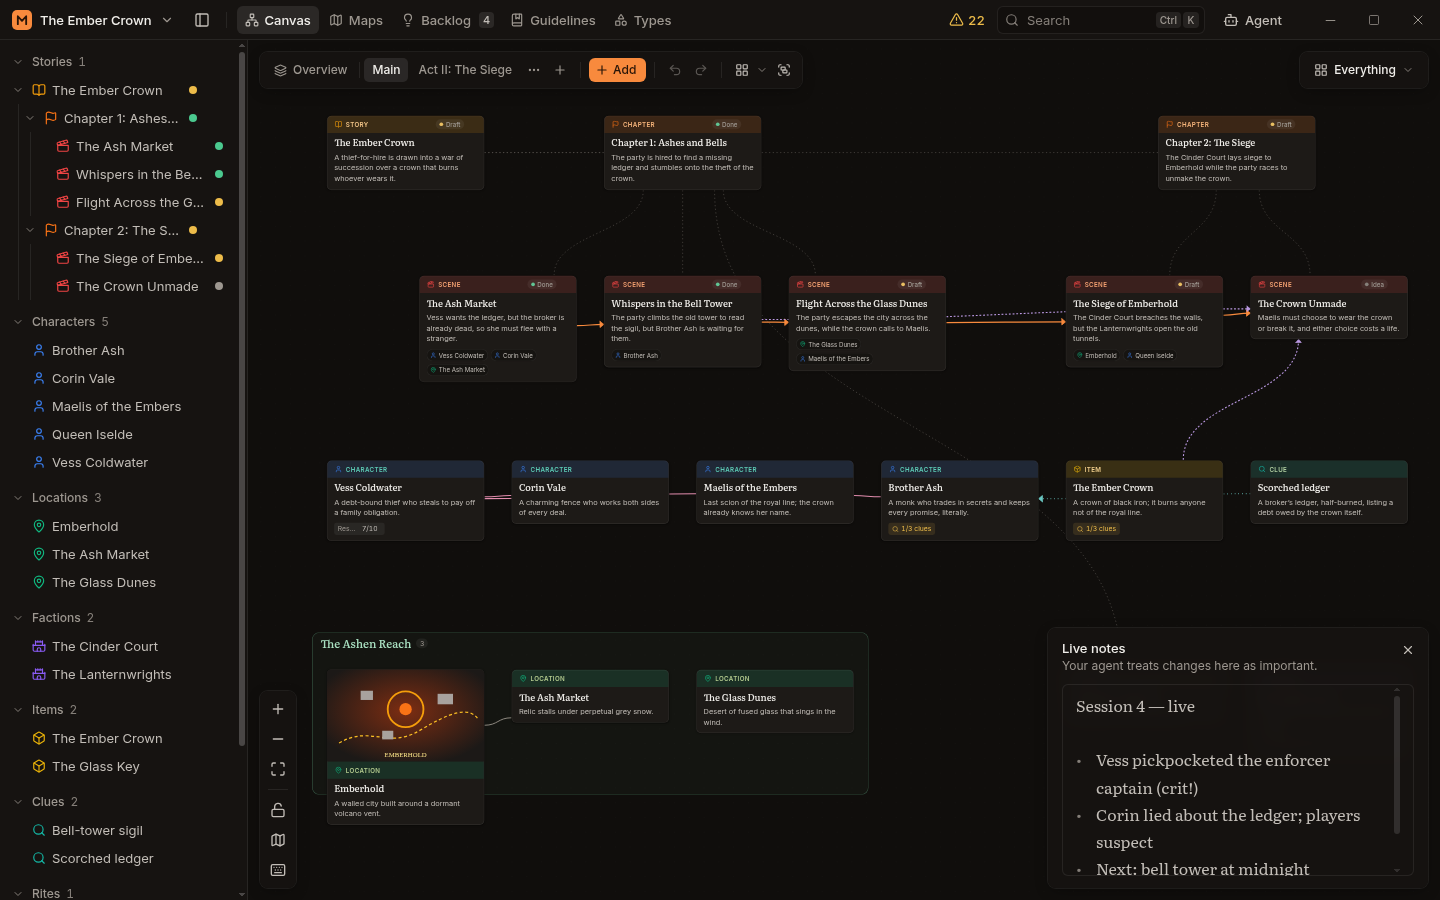 The Ember Crown
Canvas
Maps
Backlog 4
Guidelines
Types
22
Search
Ctrl K
Agent
Stories 1
The Ember Crown
Chapter 1: Ashes...
The Ash Market
Whispers in the Be...
Flight Across the G...
Chapter 2: The S...
The Siege of Embe...
The Crown Unmade
Characters 5
Brother Ash
Corin Vale
Maelis of the Embers
Queen Iselde
Vess Coldwater
Locations 3
Emberhold
The Ash Market
The Glass Dunes
Factions 2
The Cinder Court
The Lanternwrights
Items 2
The Ember Crown
The Glass Key
Clues 2
Bell-tower sigil
Scorched ledger
Rites 1
Overview
Main
Act II: The Siege
Add
Everything
STORY
Draft
The Ember Crown
A thief-for-hire is drawn into a war of
succession over a crown that burns
whoever wears it.
CHAPTER
Done
Chapter 1: Ashes and Bells
The party is hired to find a missing
ledger and stumbles onto the theft of the
crown.
CHAPTER
Draft
Chapter 2: The Siege
The Cinder Court lays siege to
Emberhold while the party races to
unmake the crown.
SCENE
Done
The Ash Market
Vess wants the ledger, but the broker is
already dead, so she must flee with a
stranger.
Vess Coldwater
Corin Vale
The Ash Market
SCENE
Done
Whispers in the Bell Tower
The party climbs the old tower to read
the sigil, but Brother Ash is waiting for
them.
Brother Ash
SCENE
Draft
Flight Across the Glass Dunes
The party escapes the city across the
dunes, while the crown calls to Maelis.
The Glass Dunes
Maelis of the Embers
SCENE
Draft
The Siege of Emberhold
The Cinder Court breaches the walls,
but the Lanternwrights open the old
tunnels.
Emberhold
Queen Iselde
SCENE
Idea
The Crown Unmade
Maelis must choose to wear the crown
or break it, and either choice costs a life.
CHARACTER
Vess Coldwater
A debt-bound thief who steals to pay off
a family obligation.
Res... 7/10
CHARACTER
Corin Vale
A charming fence who works both sides
of every deal.
CHARACTER
Maelis of the Embers
Last scion of the royal line; the crown
already knows her name.
CHARACTER
Brother Ash
A monk who trades in secrets and keeps
every promise, literally.
1/3 clues
ITEM
The Ember Crown
A crown of black iron; it burns anyone
not of the royal line.
1/3 clues
CLUE
Scorched ledger
A broker's ledger, half-burned, listing a
debt owed by the crown itself.
The Ashen Reach 3
EMBERHOLD
LOCATION
Emberhold
A walled city built around a dormant
volcano vent.
LOCATION
The Ash Market
Relic stalls under perpetual grey snow.
LOCATION
The Glass Dunes
Desert of fused glass that sings in the
wind.
Live notes
Your agent treats changes here as important.
Session 4 — live
• Vess pickpocketed the enforcer
captain (crit!)
• Corin lied about the ledger; players
suspect
• Next: bell tower at midnight